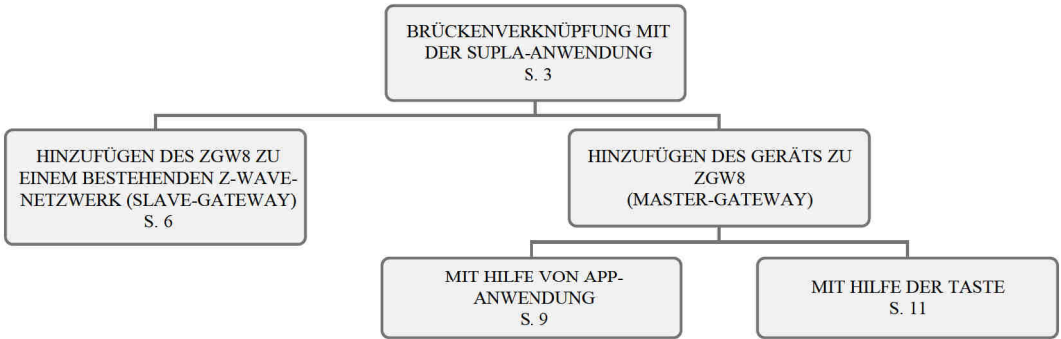 BRÜCKENVERKNÜPFUNG MIT
DER SUPLA-ANWENDUNG
S. 3
HINZUFÜGEN DES ZGW8 ZU
EINEM BESTEHENDEN Z-WAVE-
NETZWERK (SLAVE-GATEWAY)
S. 6
HINZUFÜGEN DES GERÄTS ZU
ZGW8
(MASTER-GATEWAY)
MIT HILFE VON APP-
ANWENDUNG
S. 9
MIT HILFE DER TASTE
S. 11